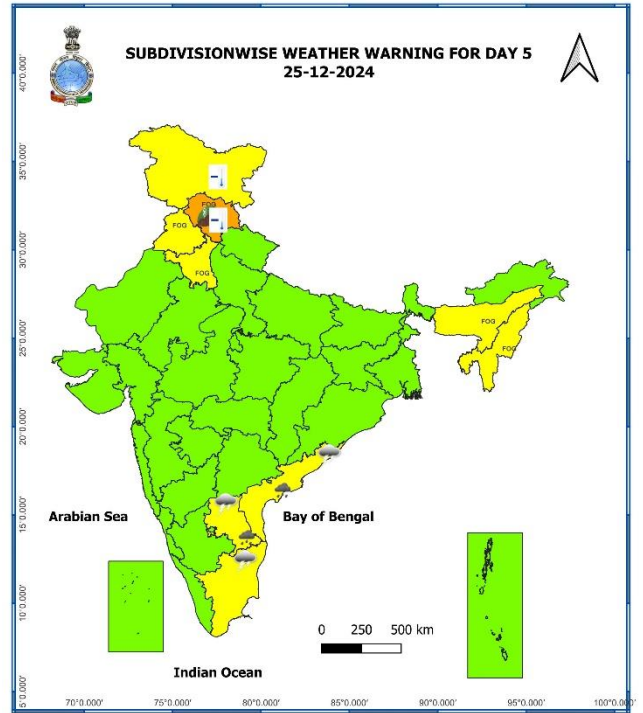 SUBDIVISIONWISE WEATHER WARNING FOR DAY 5
25-12-2024
40°0.000'
35°0.000'
FOG
FOG
30°0.000'
FOG
25°0.000'
FOG
FOG
20°0.000'
15°0.000'
Arabian Sea
Bay of Bengal
10°0.000'
0 250 500 km
Indian Ocean
5°0.000'
70°0.000' 75°0.000' 80°0.000' 85°0.000' 90°0.000' 95°0.000' 100°0.000'